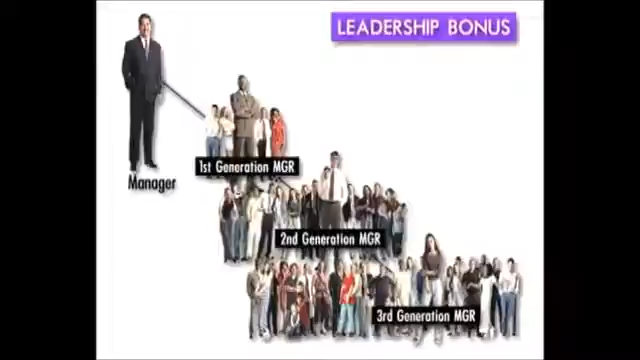 LEADERSHIP BONUS
Manager
1st Generation MGR
2nd Generation MGR
3rd Generation MGR